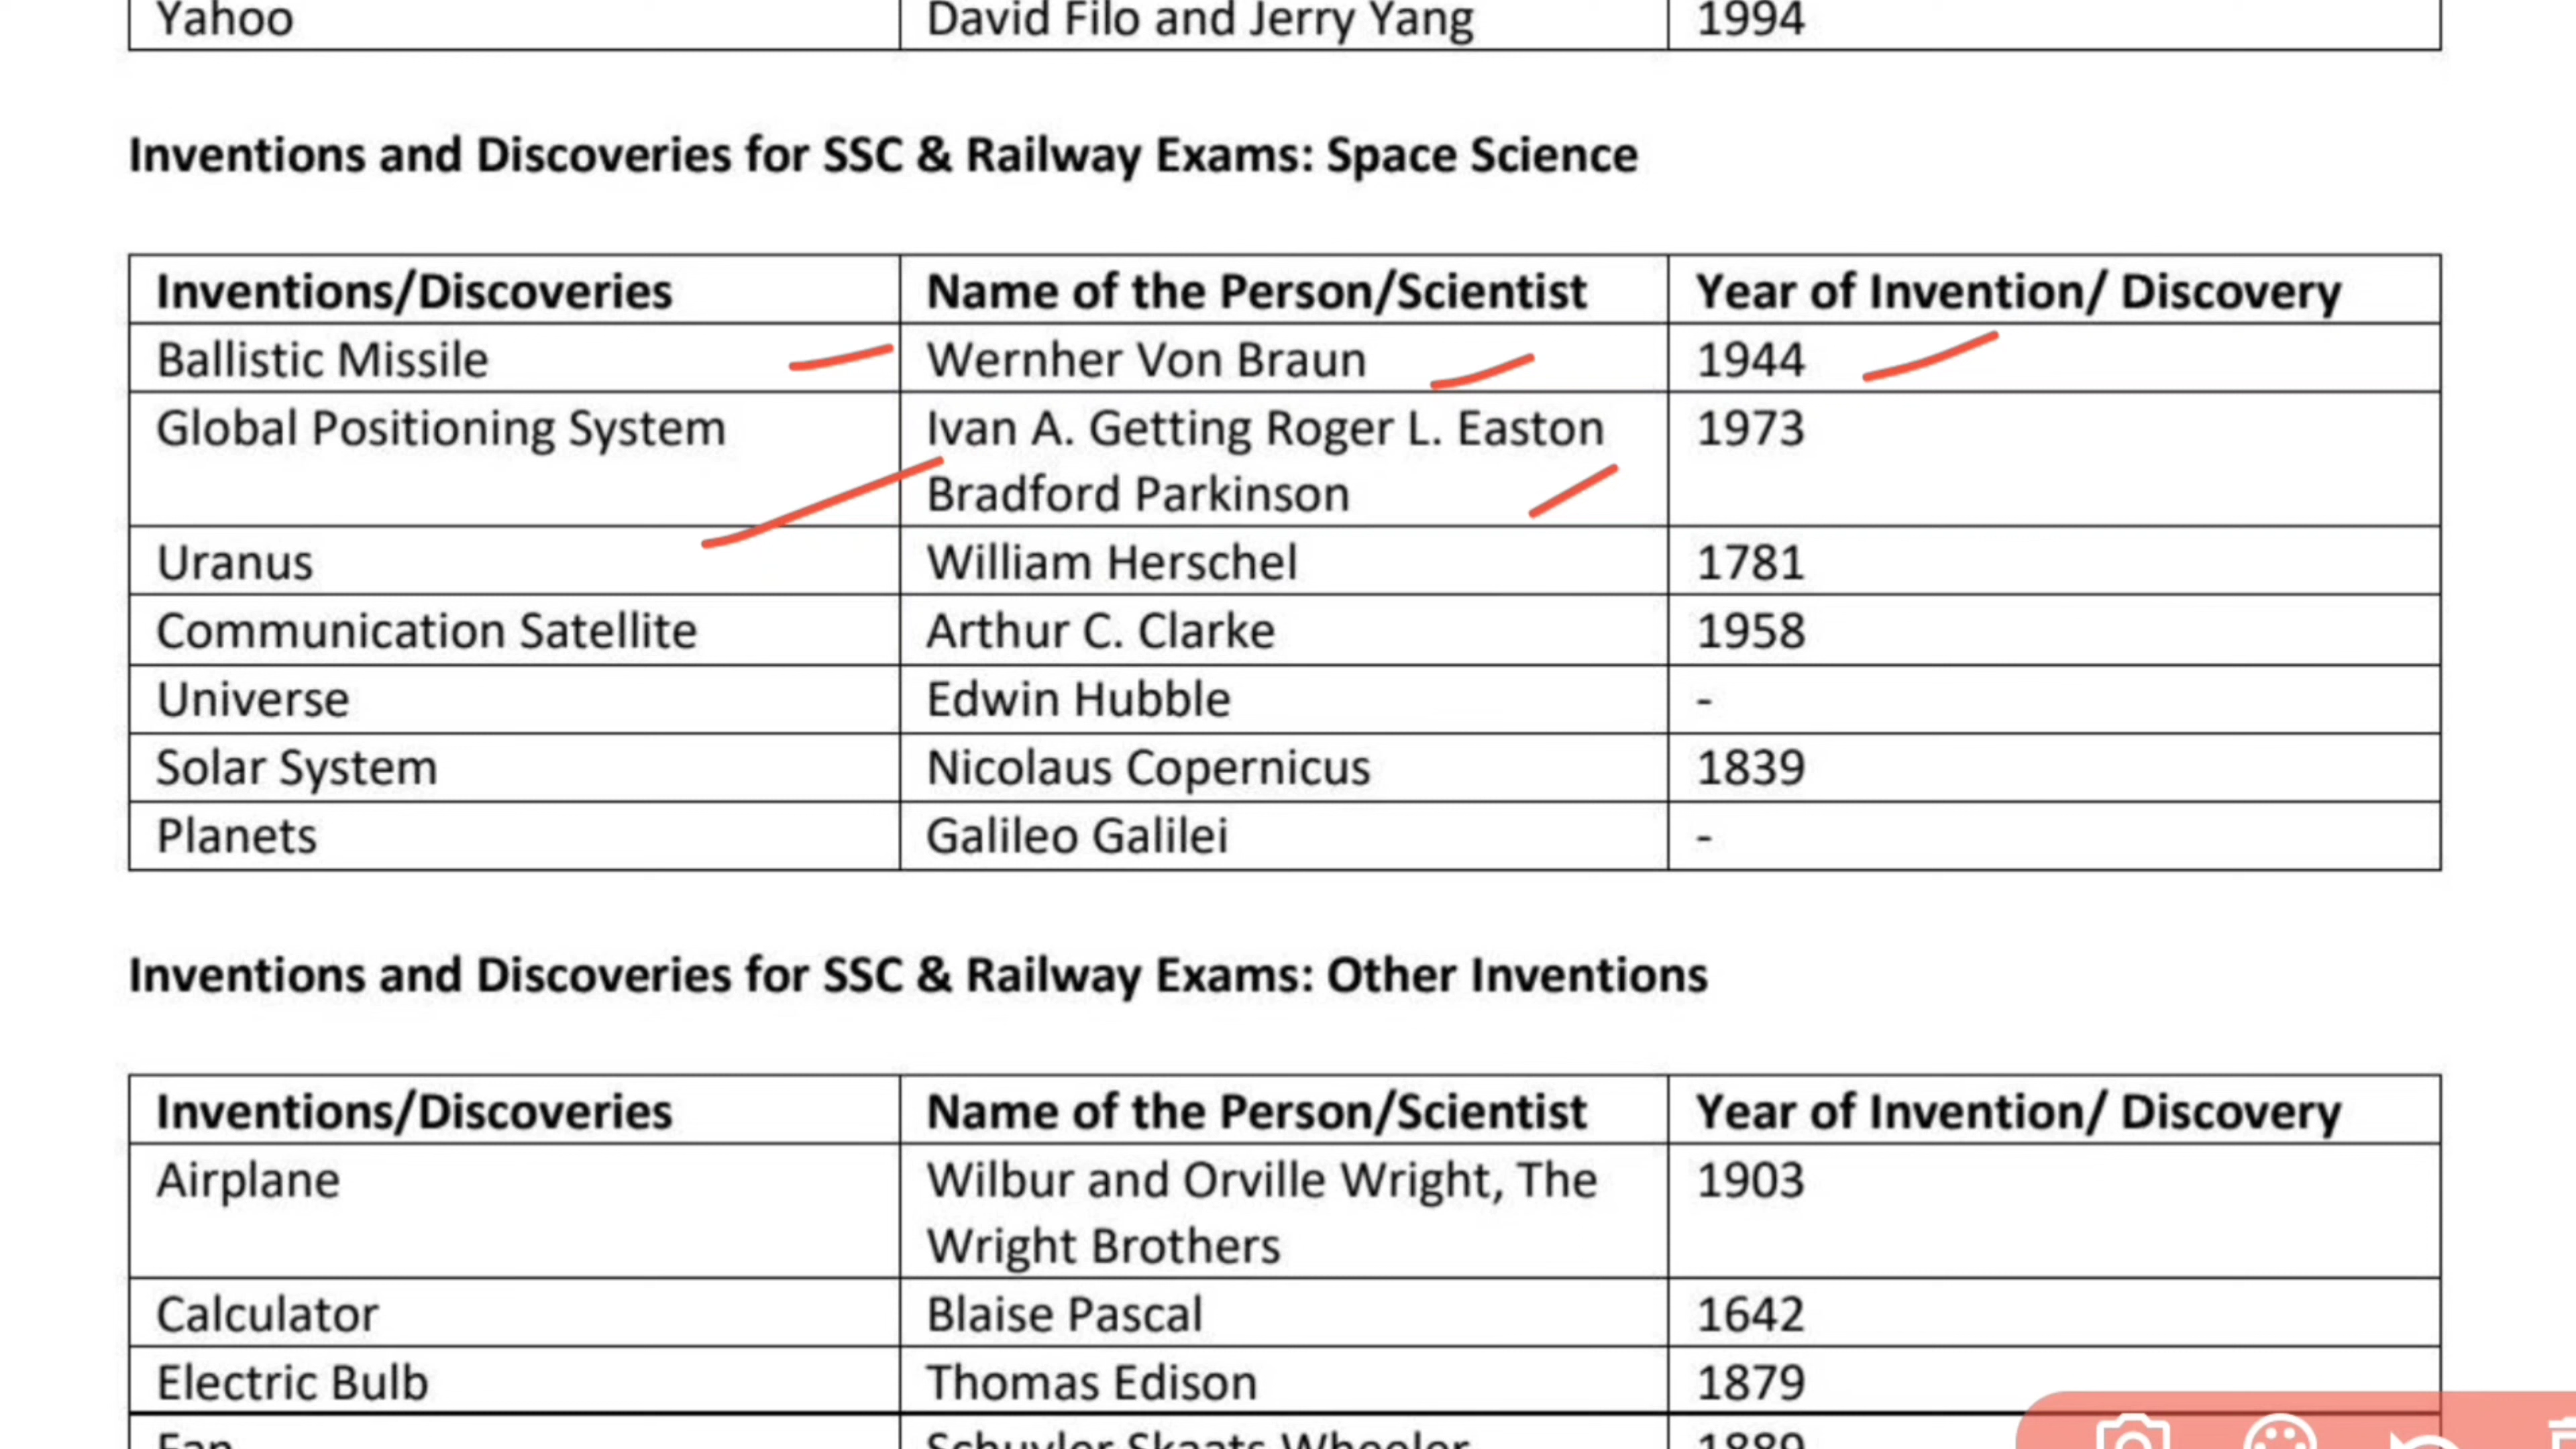 Yahoo David Filo and Jerry Yang 1994
Inventions and Discoveries for SSC & Railway Exams: Space Science
Inventions/Discoveries Name of the Person/Scientist Year of Invention/ Discovery
Ballistic Missile Wernher Von Braun 1944
Global Positioning System Ivan A. Getting Roger L. Easton 1973
Bradford Parkinson
Uranus William Herschel 1781
Communication Satellite Arthur C. Clarke 1958
Universe Edwin Hubble -
Solar System Nicolaus Copernicus 1839
Planets Galileo Galilei -
Inventions and Discoveries for SSC & Railway Exams: Other Inventions
Inventions/Discoveries Name of the Person/Scientist Year of Invention/ Discovery
Airplane Wilbur and Orville Wright, The 1903
Wright Brothers
Calculator Blaise Pascal 1642
Electric Bulb Thomas Edison 1879
Fan Schuyler Skaats Wheeler